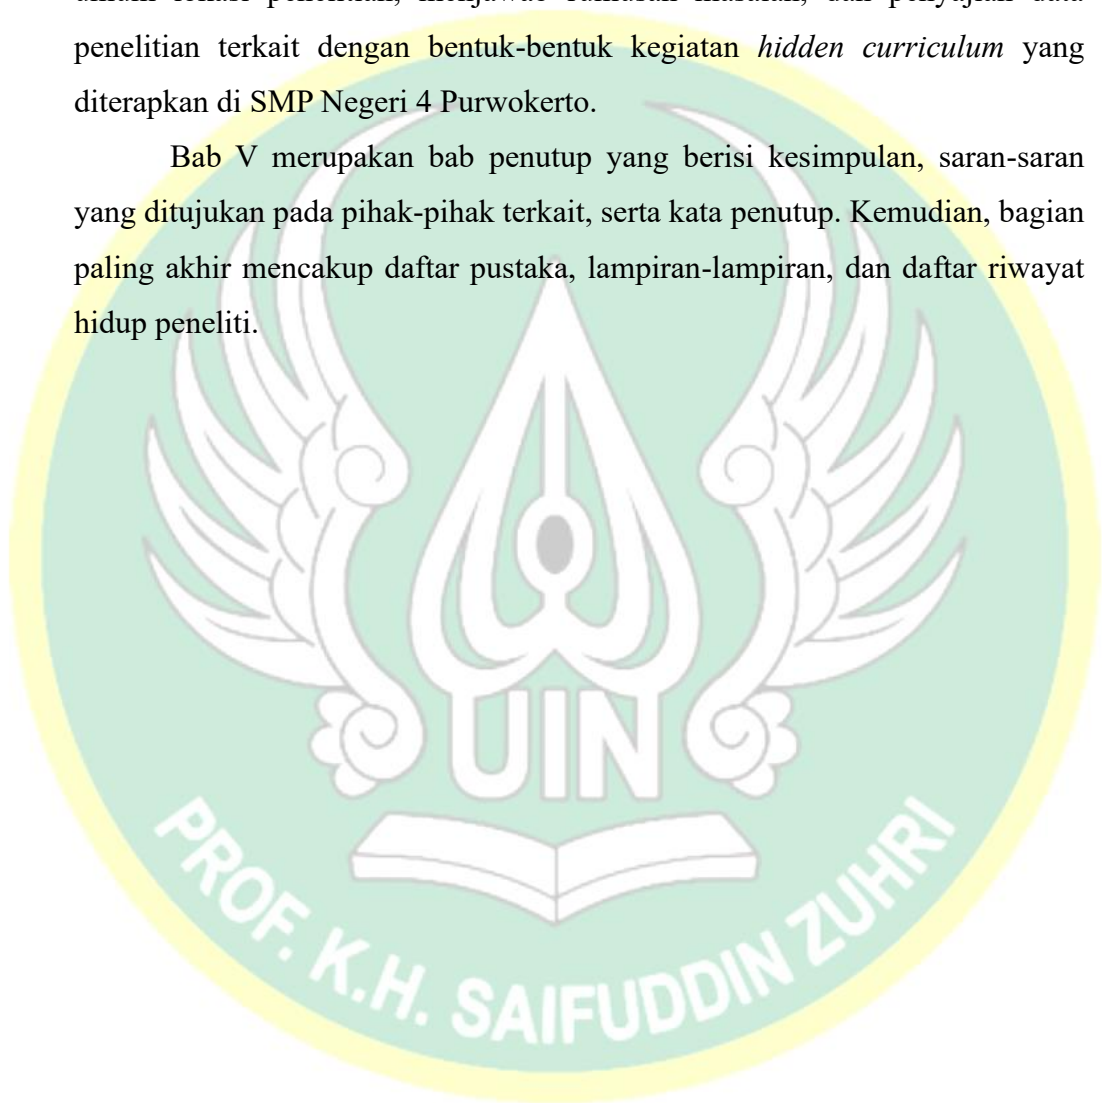 penelitian terkait dengan bentuk-bentuk kegiatan hidden curriculum yang
diterapkan di SMP Negeri 4 Purwokerto.
Bab V merupakan bab penutup yang berisi kesimpulan, saran-saran
yang ditujukan pada pihak-pihak terkait, serta kata penutup. Kemudian, bagian
paling akhir mencakup daftar pustaka, lampiran-lampiran, dan daftar riwayat
hidup peneliti.
UIN
PROF. K.H. SAIFUDDIN ZUHRI